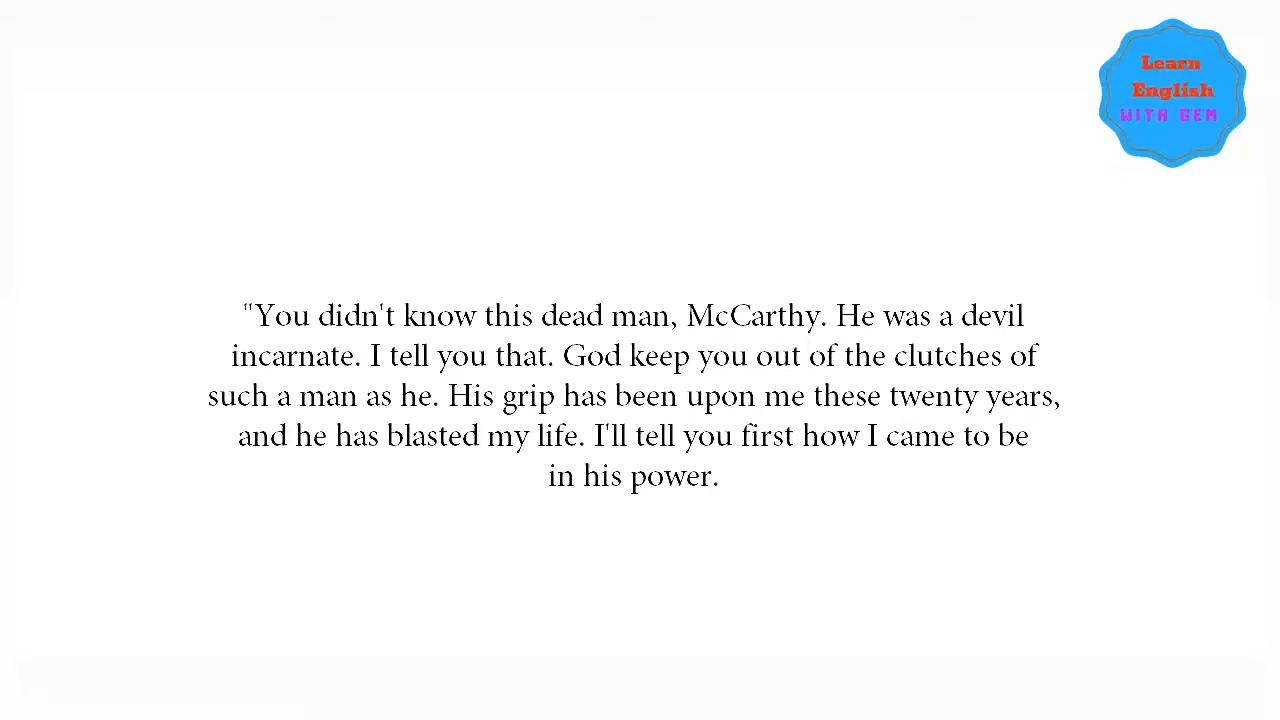 Learn
English
WITH GEM
"You didn't know this dead man, McCarthy. He was a devil
incarnate. I tell you that. God keep you out of the clutches of
such a man as he. His grip has been upon me these twenty years,
and he has blasted my life. I'll tell you first how I came to be
in his power.